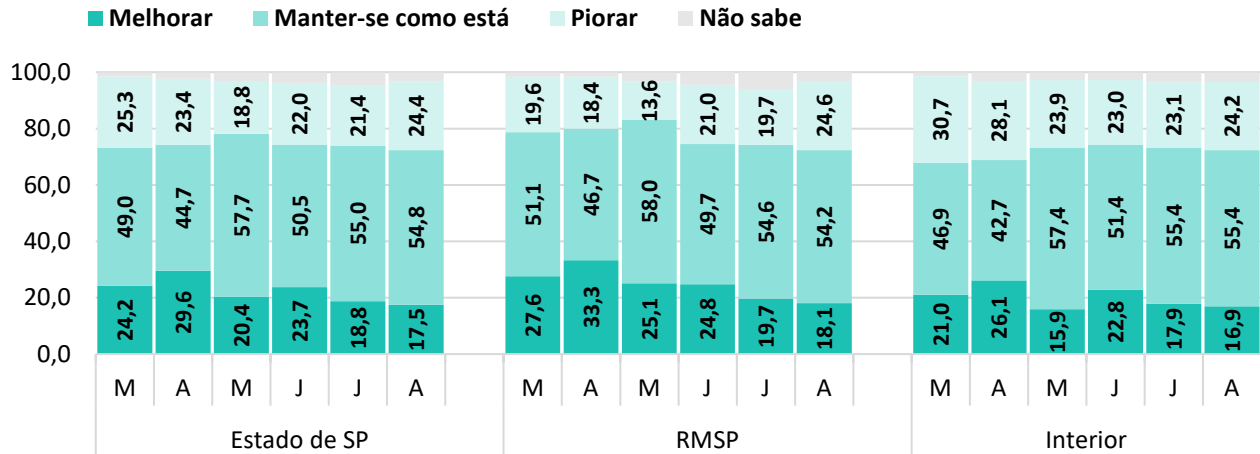 Melhorar Manter-se como está Piorar Não sabe
100,0
80,0
60,0
40,0
20,0
0,0
25,3 23,4 18,8 22,0 21,4 24,4 19,6 18,4 13,6 21,0 19,7 24,6 30,7 28,1 23,9 23,0 23,1 24,2
49,0 44,7 57,7 50,5 55,0 54,8 51,1 46,7 58,0 49,7 54,6 54,2 46,9 42,7 57,4 51,4 55,4 55,4
24,2 29,6 20,4 23,7 18,8 17,5 27,6 33,3 25,1 24,8 19,7 18,1 21,0 26,1 15,9 22,8 17,9 16,9
M A M J J A M A M J J A M A M J J A
Estado de SP RMSP Interior